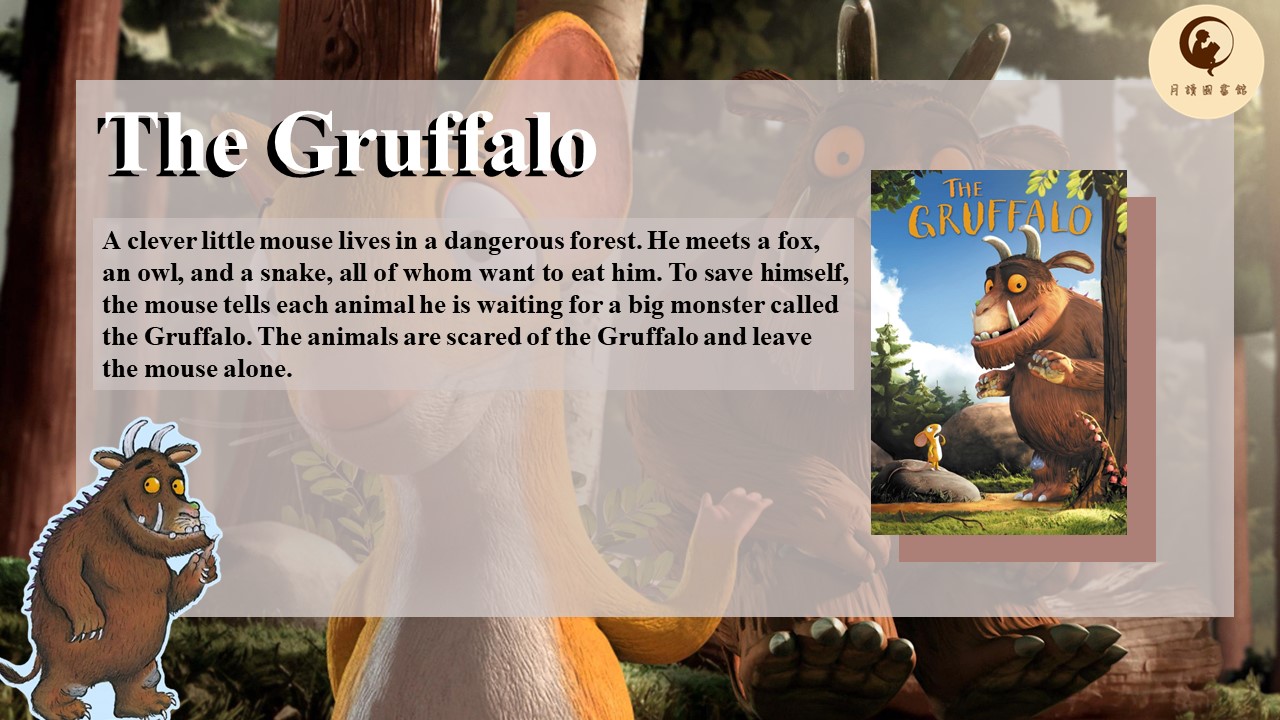 月讀圖書館
The Gruffalo
A clever little mouse lives in a dangerous forest. He meets a fox,
an owl, and a snake, all of whom want to eat him. To save himself,
the mouse tells each animal he is waiting for a big monster called
the Gruffalo. The animals are scared of the Gruffalo and leave
the mouse alone.
THE
GRUFFALO